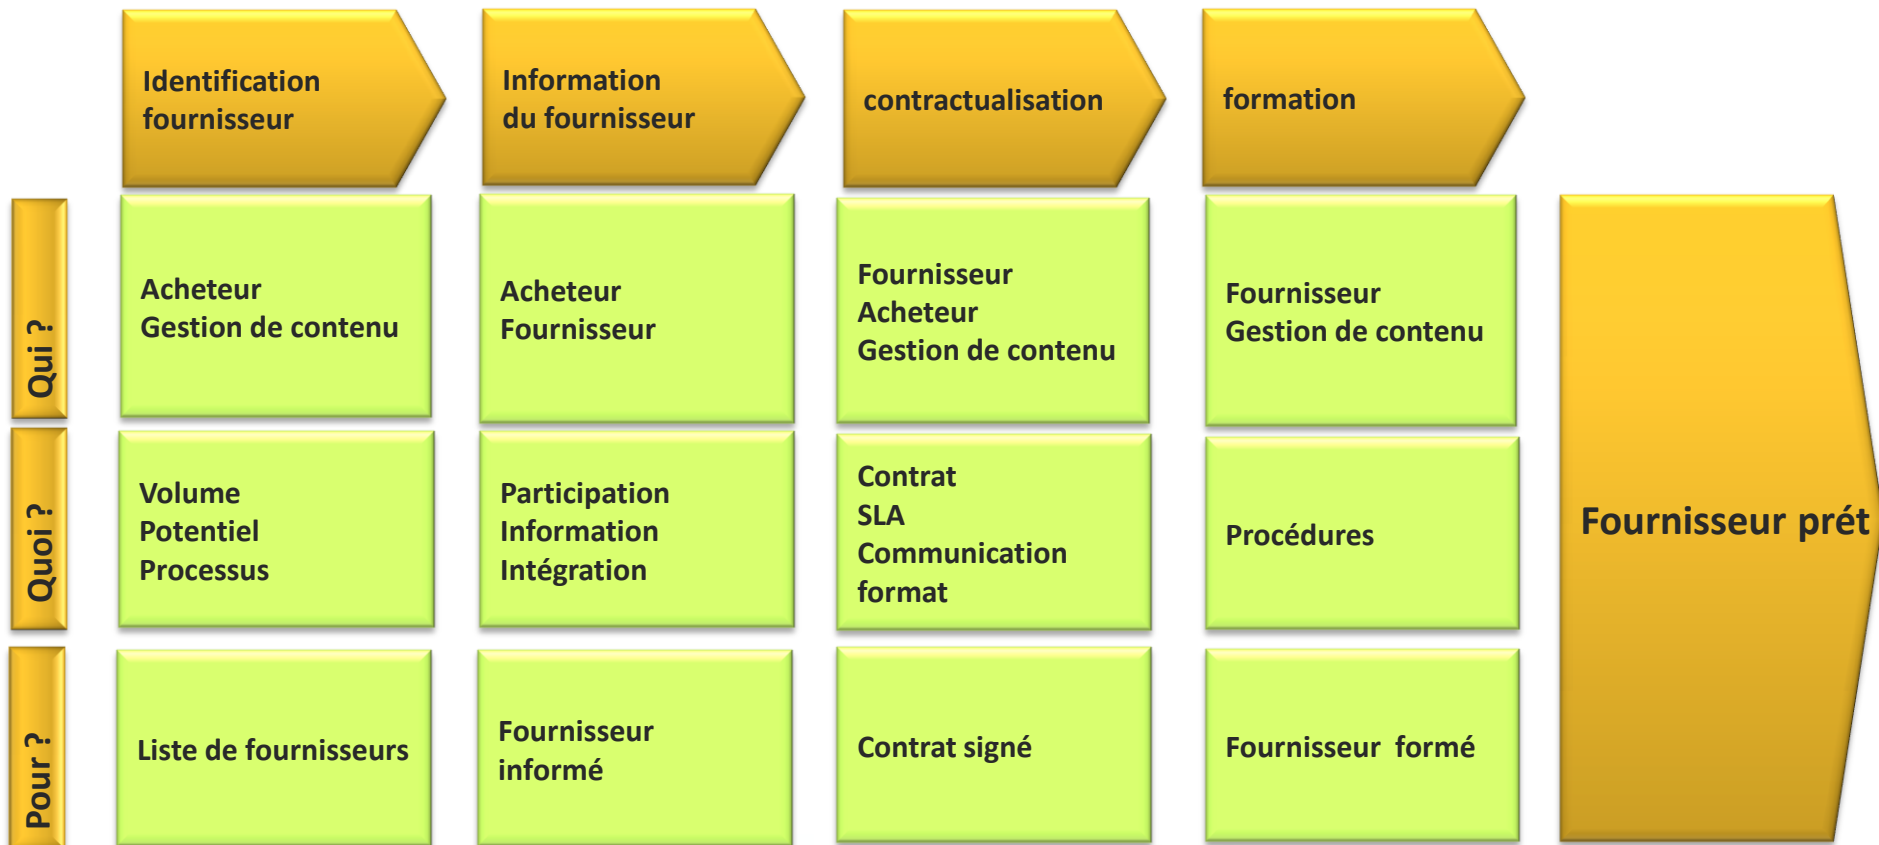 Identification
fournisseur
Information
du fournisseur
contractualisation
formation
Qui ?
Acheteur
Gestion de contenu
Acheteur
Fournisseur
Fournisseur
Acheteur
Gestion de contenu
Fournisseur
Gestion de contenu
Quoi ?
Volume
Potentiel
Processus
Participation
Information
Intégration
Contrat
SLA
Communication
format
Procédures
Fournisseur prét
Pour ?
Liste de fournisseurs
Fournisseur
informé
Contrat signé
Fournisseur formé